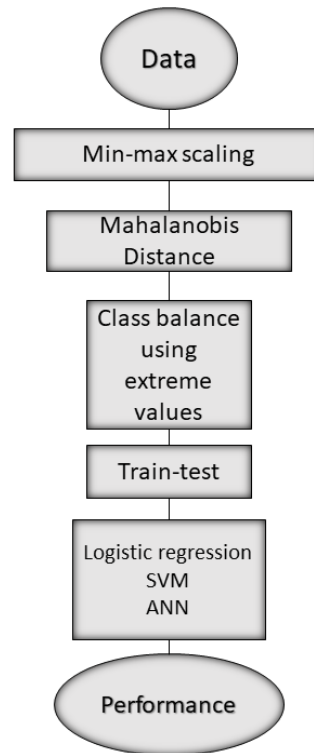 Data
Min-max scaling
Mahalanobis
Distance
Class balance
using
extreme
values
Train-test
Logistic regression
SVM
ANN
Performance